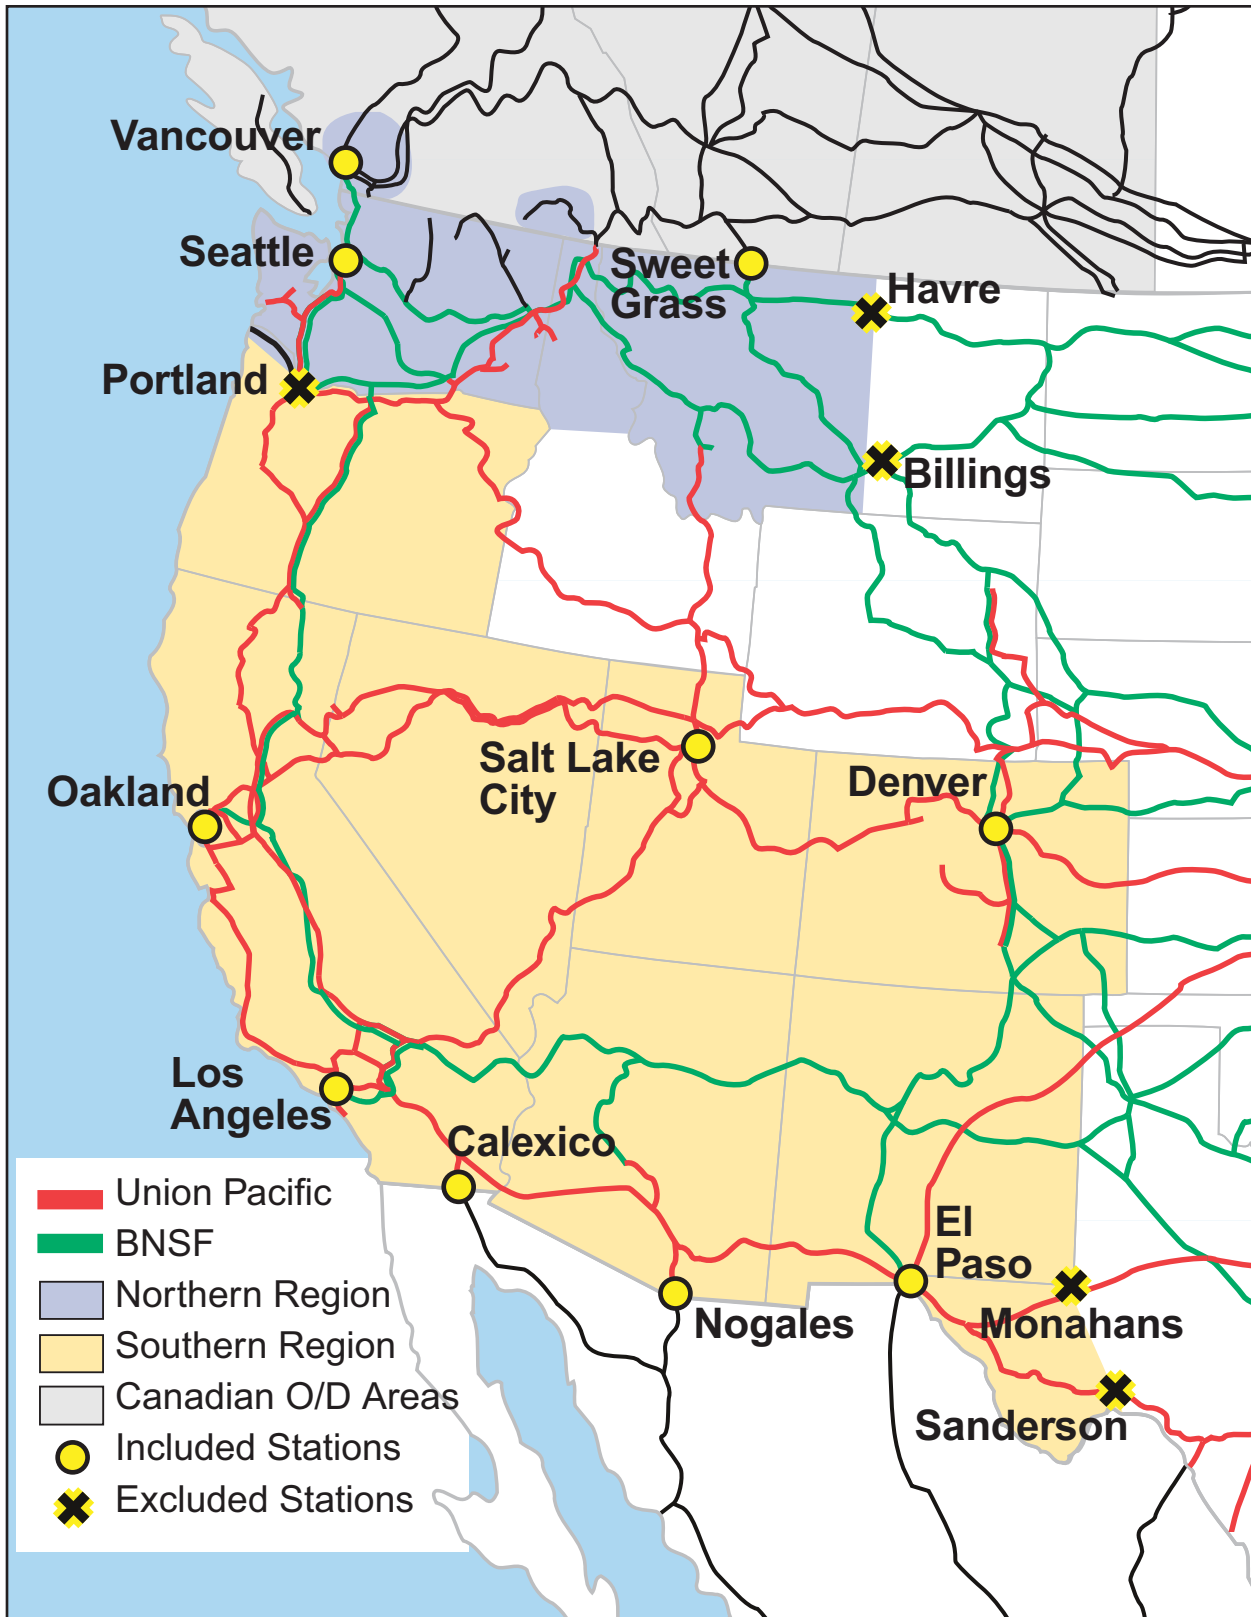 Vancouver
Seattle
Sweet
Grass
Havre
Portland
Billings
Salt Lake
City
Denver
Oakland
Los
Angeles
Calexico
El
Paso
Nogales
Monahans
Sanderson
Union Pacific
BNSF
Northern Region
Southern Region
Canadian O/D Areas
Included Stations
Excluded Stations